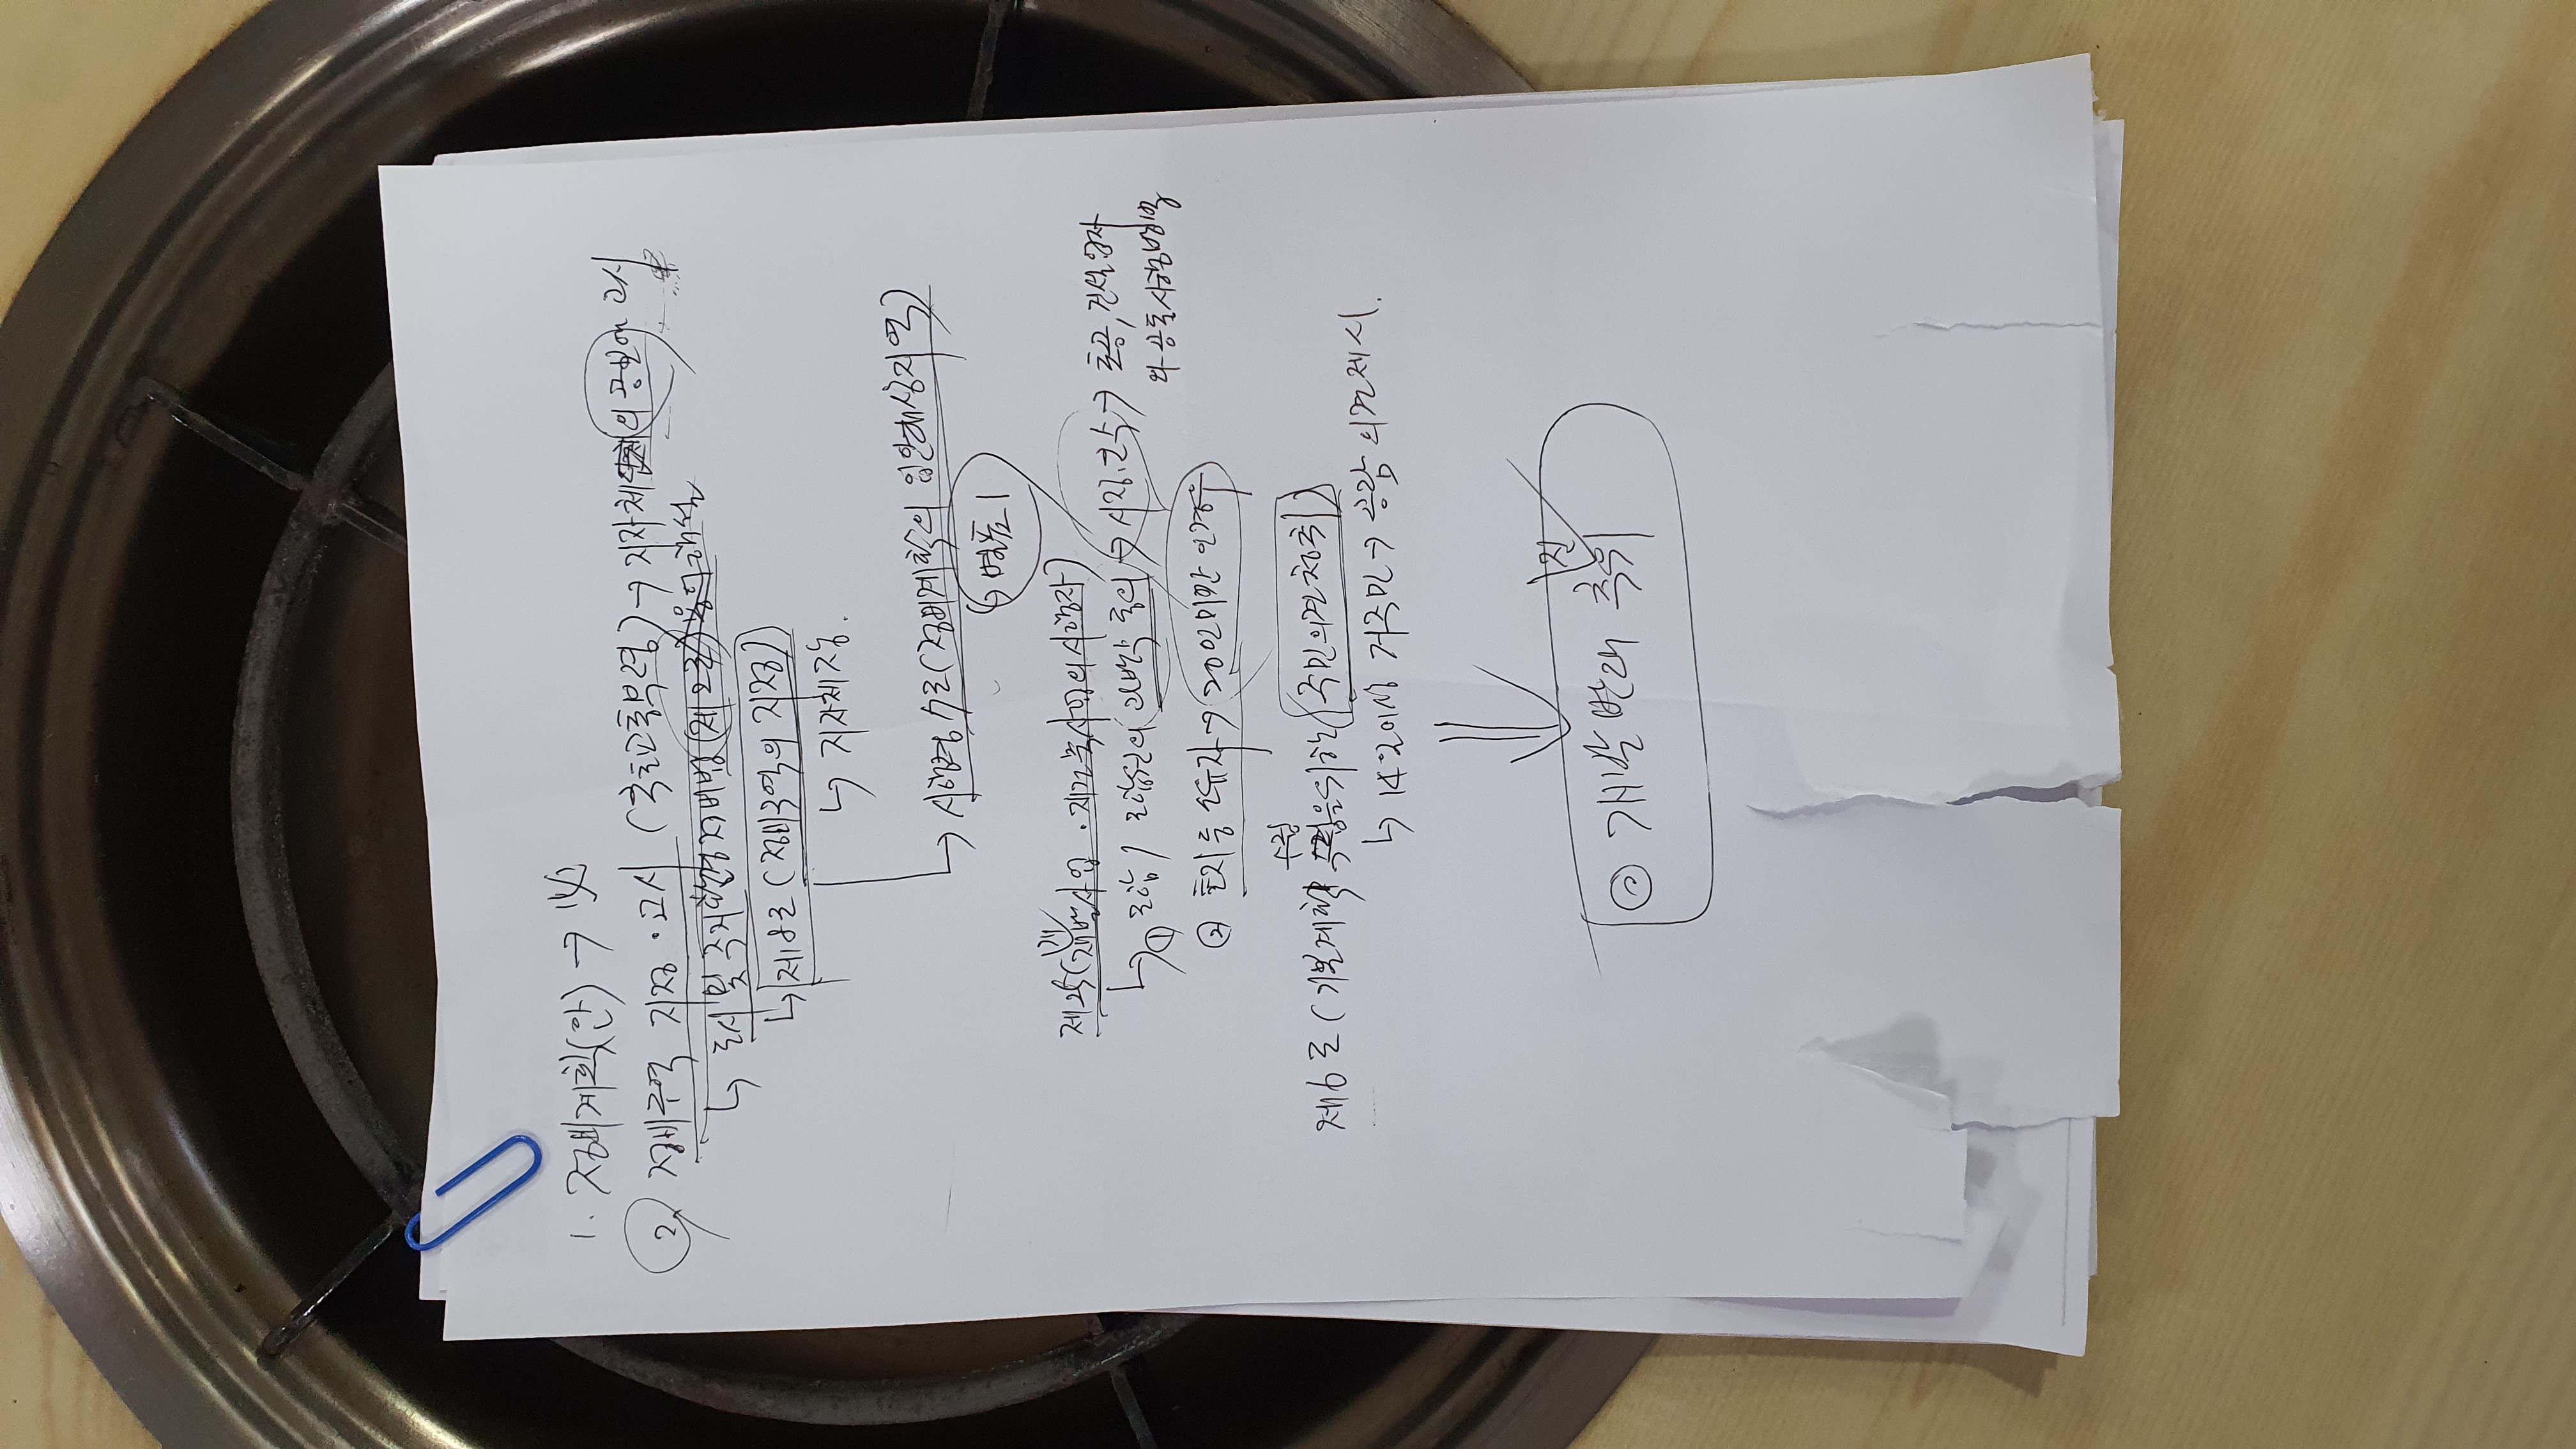 1. 정비계획(안) → 必
② 정비구역 지정·고시 (국토교통부령) → 지자체의 공보에 고시
↳ 도시 및 주거환경정비법 (제2조) 용어해설
↳ 제8조 (정비구역의 지정)
↳ 지자체장.
↳ 시행령 7조 (정비계획의 입안대상지역)
↳ 별표 1
제25 (재개발사업·재건축사업의 시행자)
↳ ① 조합 / 조합원의 과반수 동의 → 시장·군수 → 토공, 건설업자
와 공동시행방법
② 토지등 소유자 → 20인미만 인경우
수립
제6조 (기본계획 수립을위한 (주민의견청취)
↳ 14일이상 거주민 → 공람 의견제시.
⇓
◎ 개발반대 추진위